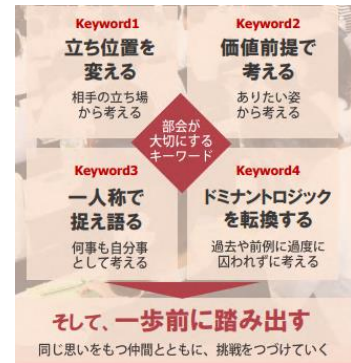 Keyword1
立ち位置を
変える
相手の立ち場
から考える
Keyword2
価値前提で
考える
ありたい姿
から考える
部会が
大切にする
キーワード
Keyword3
一人称で
捉え語る
何事も自分事
として考える
Keyword4
ドミナントロジック
を転換する
過去や前例に過度に
囚われずに考える
そして、一歩前に踏み出す
同じ思いをもつ仲間とともに、挑戦をつづけていく